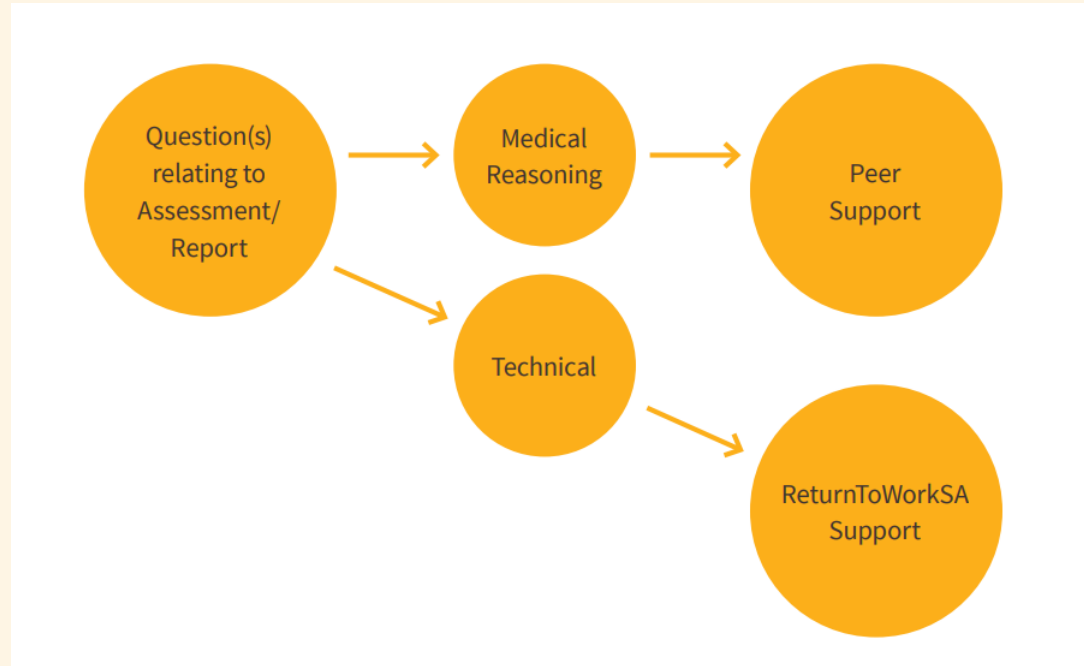 Question(s)
relating to
Assessment/
Report
Medical
Reasoning
Peer
Support
Technical
ReturnToWorkSA
Support